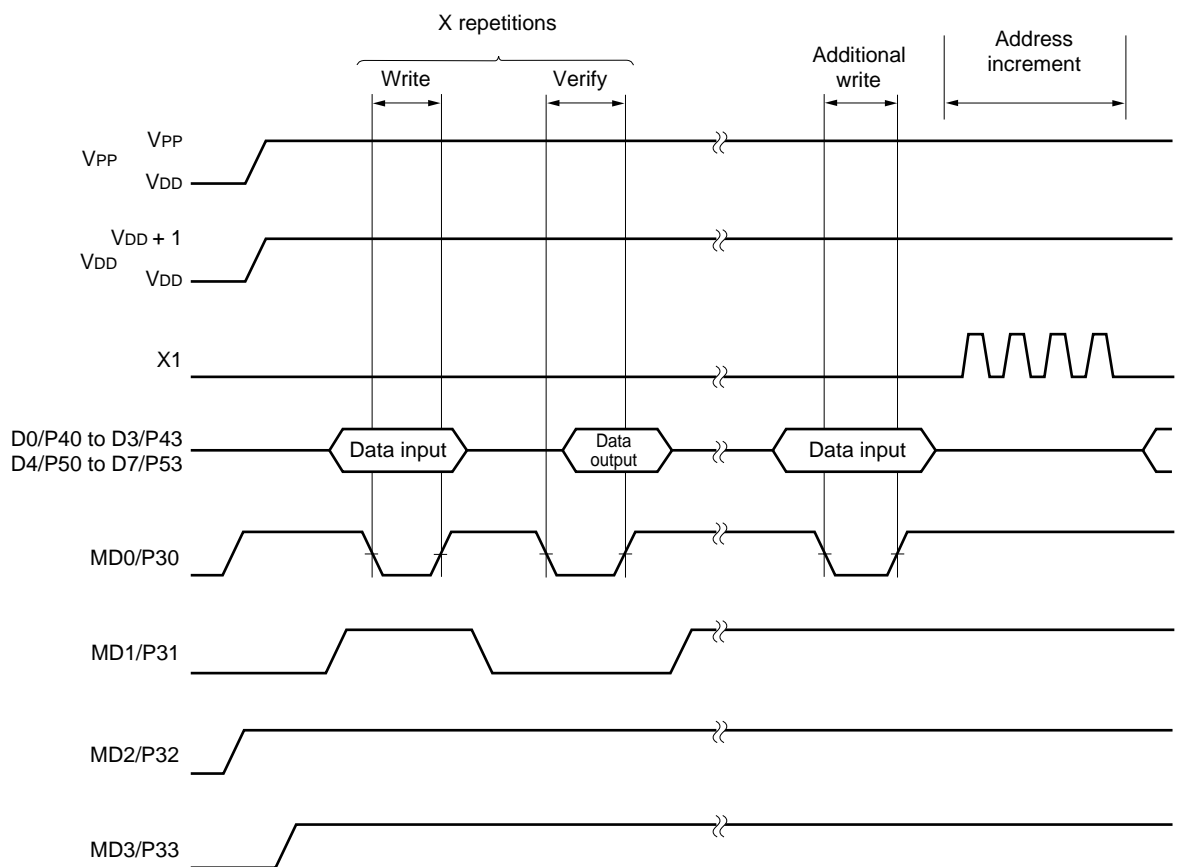 X repetitions
Write
Verify
Additional
write
Address
increment
VPP
VPP
VDD
VDD + 1
VDD
VDD
X1
D0/P40 to D3/P43
D4/P50 to D7/P53
Data input
Data
output
Data input
MD0/P30
MD1/P31
MD2/P32
MD3/P33